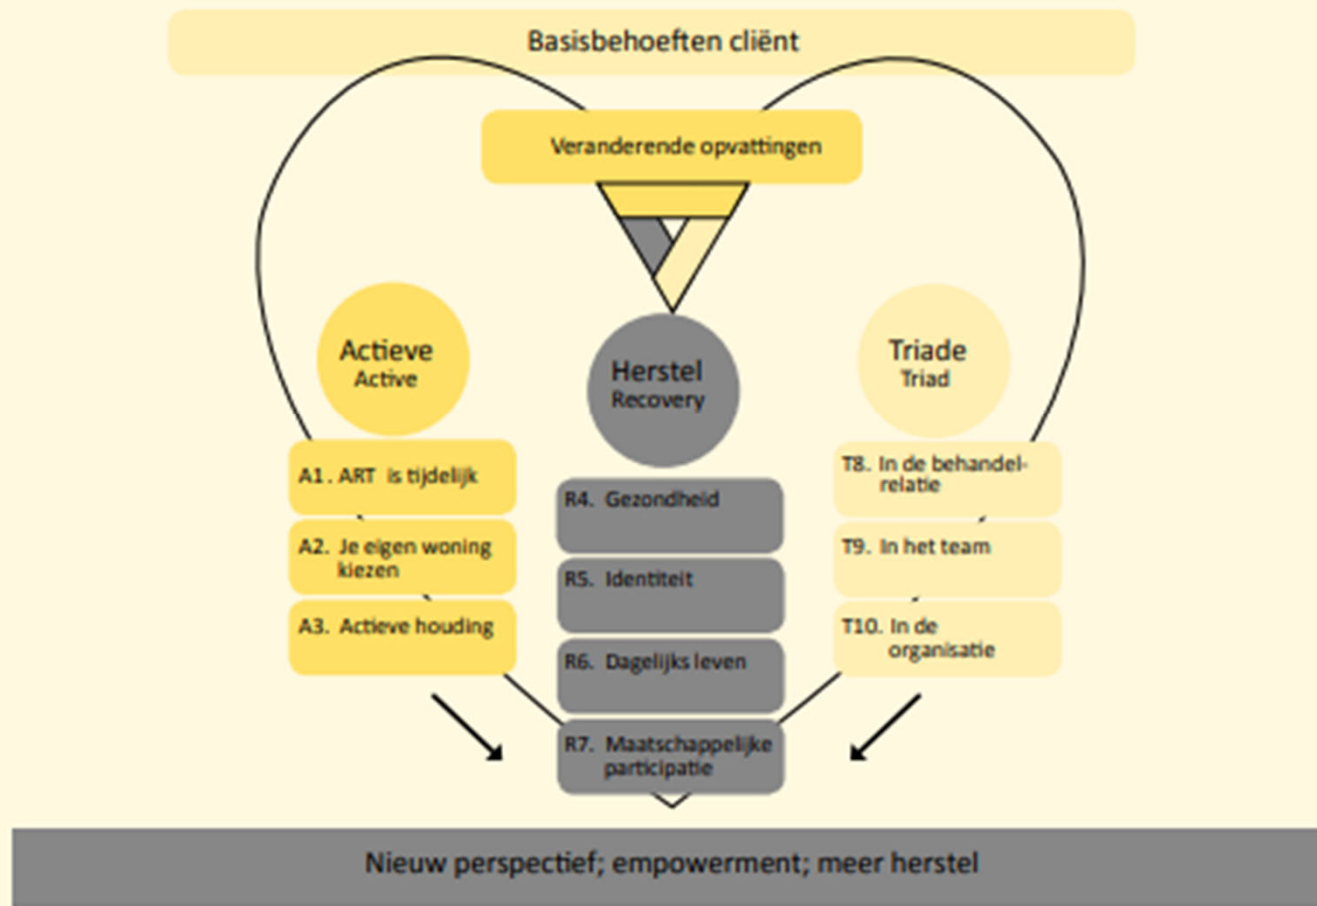 Basisbehoeften cliënt
Veranderende opvattingen
Actieve
Active
Herstel
Recovery
Triade
Triad
A1. ART is tijdelijk
A2. Je eigen woning
kiezen
A3. Actieve houding
R4. Gezondheid
R5. Identiteit
R6. Dagelijks leven
R7. Maatschappelijke
participatie
T8. In de behandel-
relatie
T9. In het team
T10. In de
organisatie
Nieuw perspectief; empowerment; meer herstel